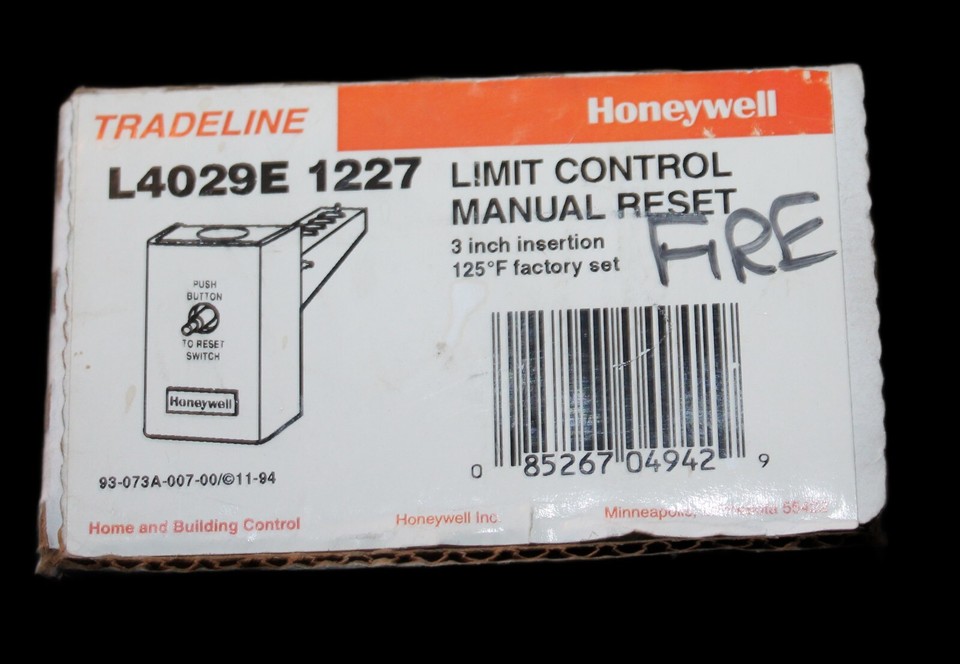 TRADELINE
Honeywell
L4029E 1227
LIMIT CONTROL
MANUAL RESET
3 inch insertion
125°F factory set
FIRE
PUSH
BUTTON
TO RESET
SWITCH
Honeywell
0 85267 04942 9
93-073A-007-00/©11-94
Home and Building Control
Honeywell Inc.
Minneapolis,